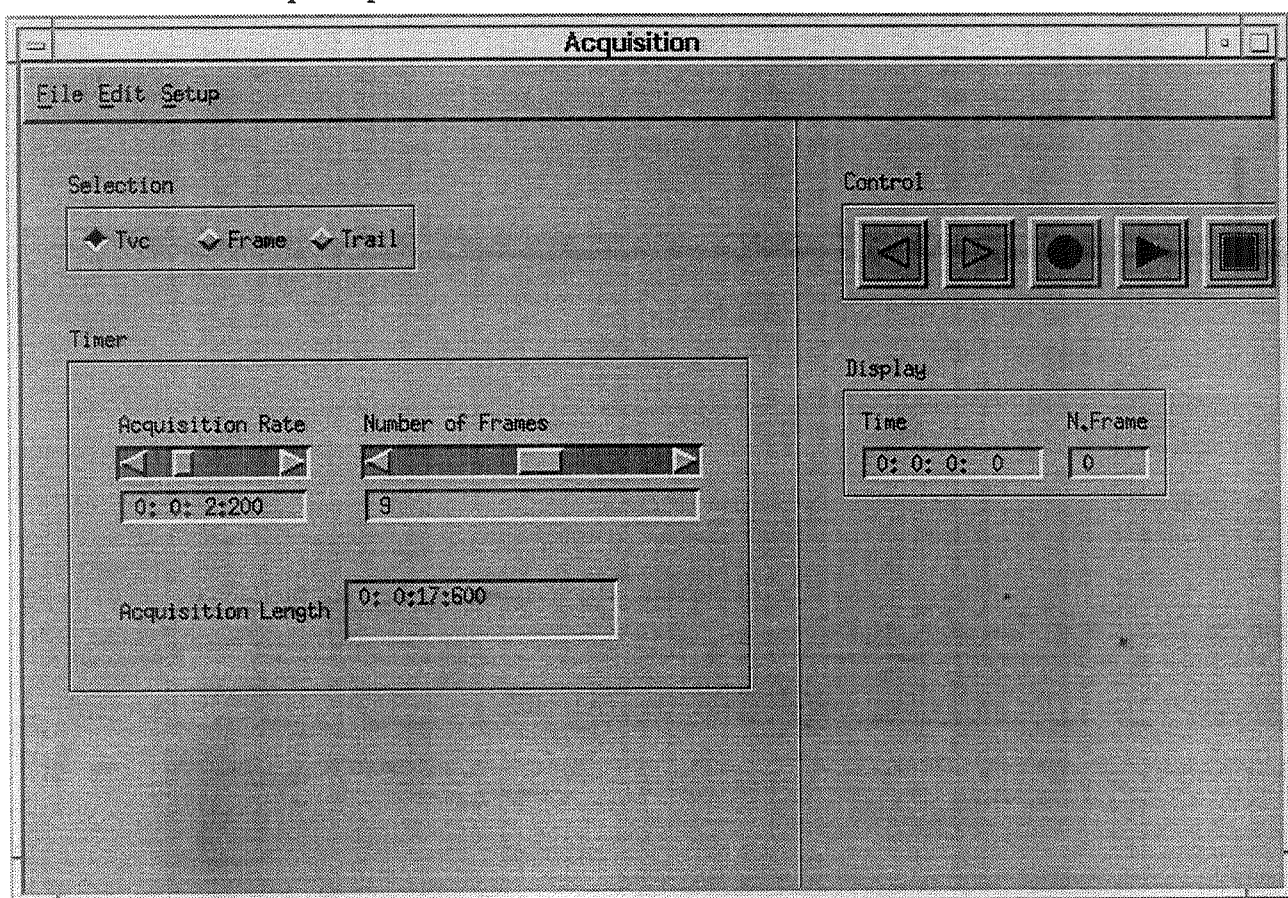 Acquisition
File Edit Setup
Selection
Tvc Frame Trail
Timer
Acquisition Rate Number of Frames
0: 0: 2:200 9
Acquisition Length 0: 0:17:600
Control
Display
Time N.Frame
0: 0: 0: 0 0